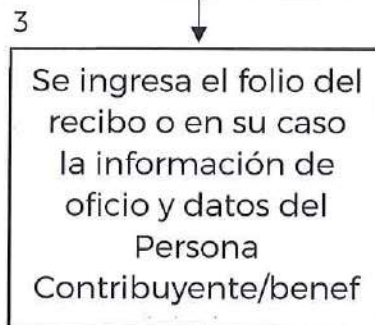 3
Se ingresa el folio del
recibo o en su caso
la información de
oficio y datos del
Persona
Contribuyente/benef